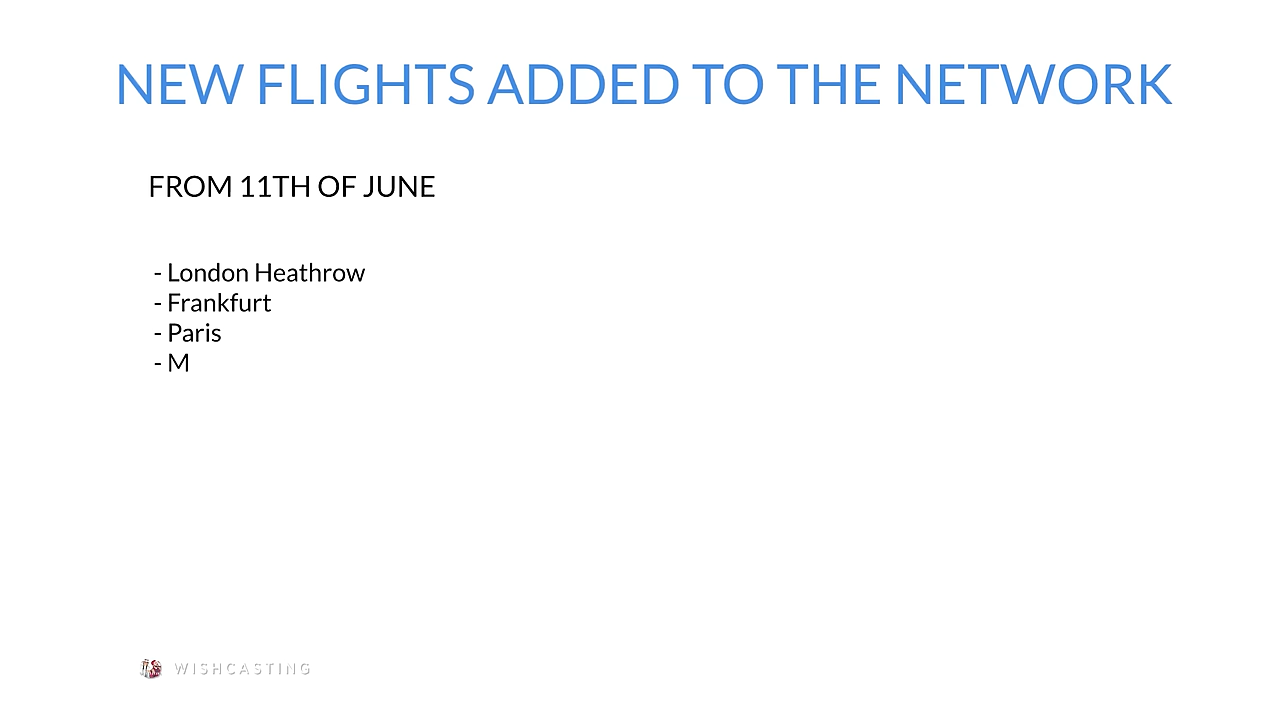 NEW FLIGHTS ADDED TO THE NETWORK
FROM 11TH OF JUNE
- London Heathrow
- Frankfurt
- Paris
- M
WISHCASTING